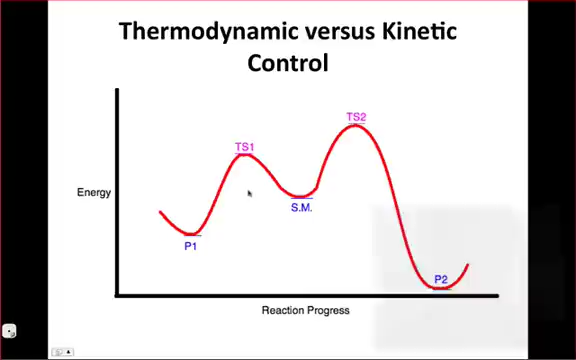 Thermodynamic versus Kinetic
Control
TS2
TS1
Energy
S.M.
P1
P2
Reaction Progress